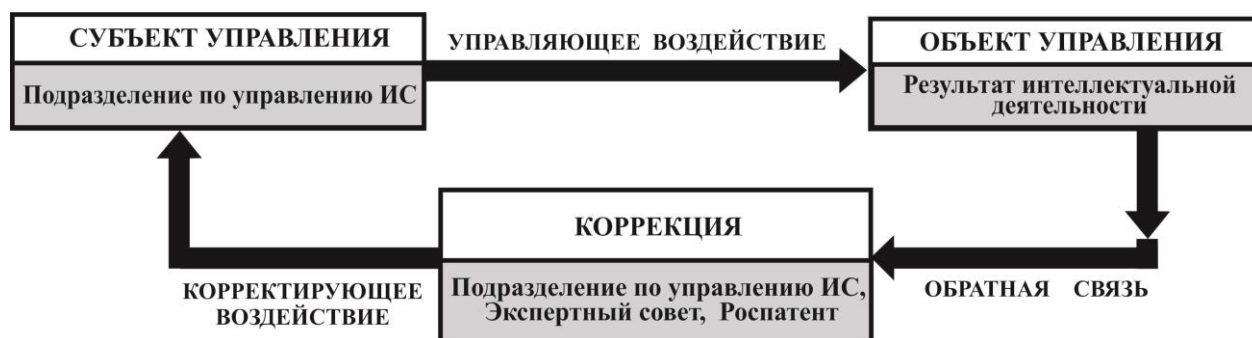 СУБЪЕКТ УПРАВЛЕНИЯ
Подразделение по управлению ИС
УПРАВЛЯЮЩЕЕ ВОЗДЕЙСТВИЕ
ОБЪЕКТ УПРАВЛЕНИЯ
Результат интеллектуальной
деятельности
КОРРЕКЦИЯ
Подразделение по управлению ИС,
Экспертный совет, Роспатент
КОРРЕКТИРУЮЩЕЕ
ВОЗДЕЙСТВИЕ
ОБРАТНАЯ СВЯЗЬ